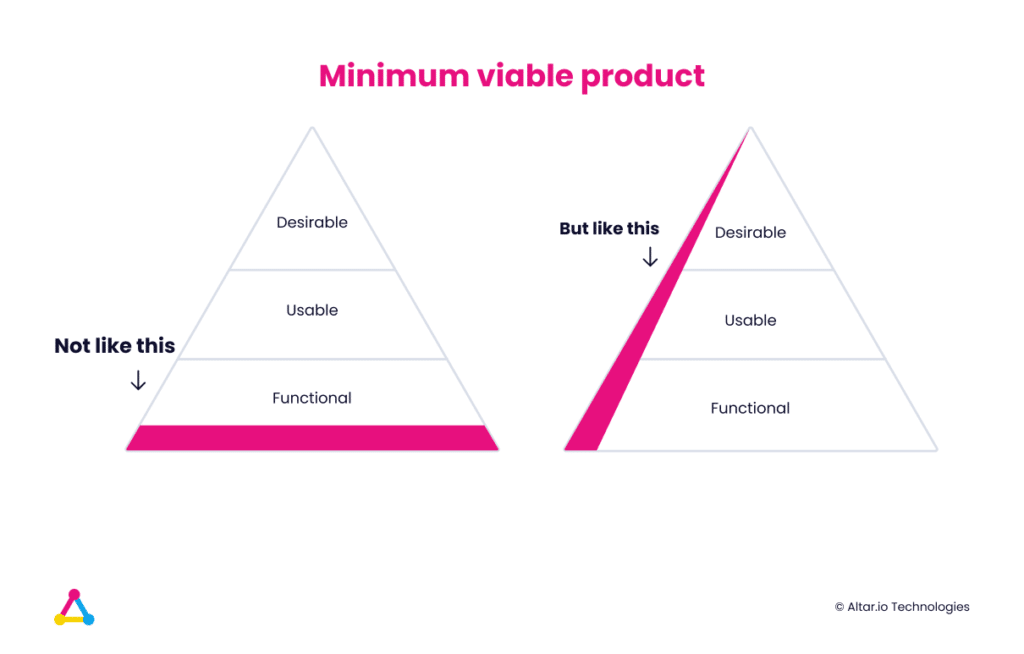 Minimum viable product
Desirable
Usable
Not like this
Functional
But like this
Desirable
Usable
Functional
© Altar.io Technologies